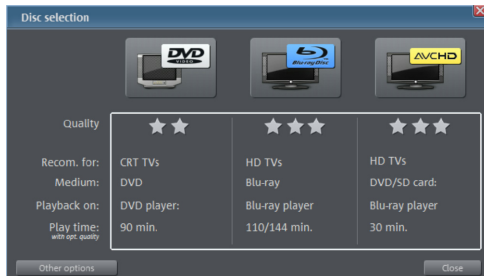 Disc selection
DVD VIDEO
Blu-ray Disc
AVCHD
Quality
Recom. for: CRT TVs HD TVs HD TVs
Medium: DVD Blu-ray DVD/SD card:
Playback on: DVD player: Blu-ray player Blu-ray player
Play time: 90 min. 110/144 min. 30 min.
with opt. quality
Other options Close